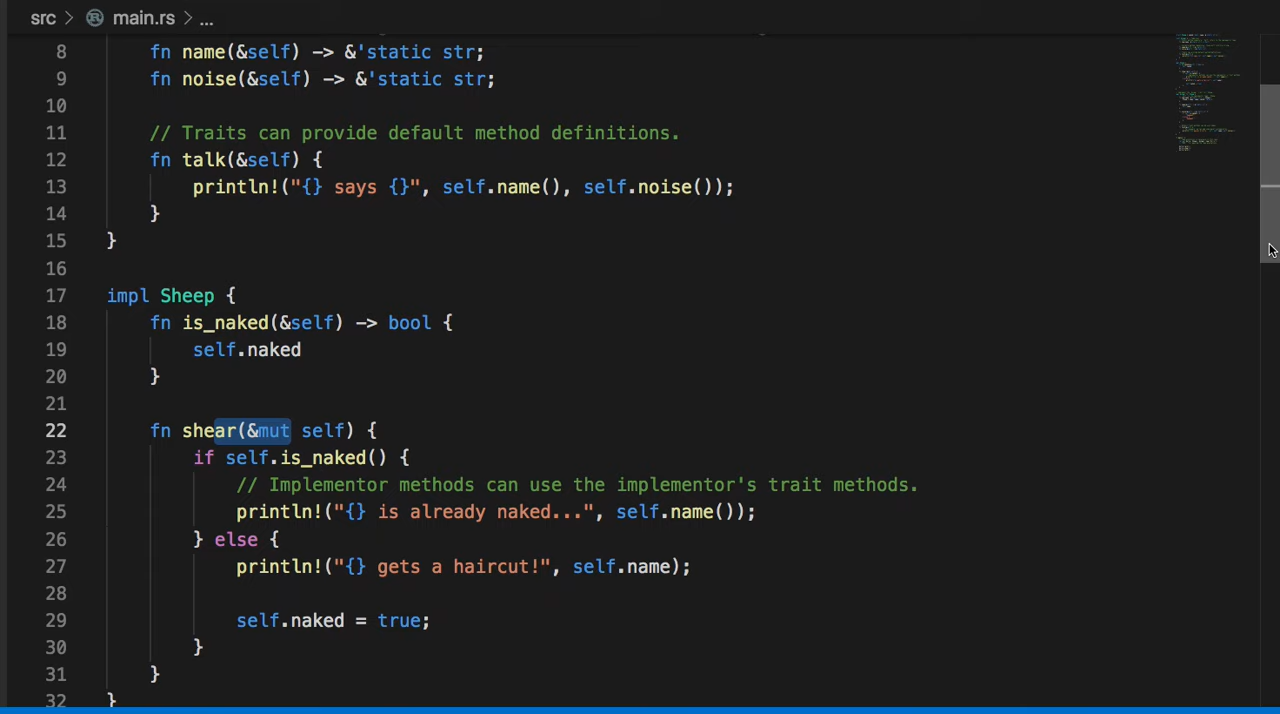 src > main.rs > ...
8 fn name(&self) -> &'static str;
9 fn noise(&self) -> &'static str;
10
11 // Traits can provide default method definitions.
12 fn talk(&self) {
13 println!("{} says {}", self.name(), self.noise());
14 }
15 }
16
17 impl Sheep {
18 fn is_naked(&self) -> bool {
19 self.naked
20 }
21
22 fn shear(&mut self) {
23 if self.is_naked() {
24 // Implementor methods can use the implementor's trait methods.
25 println!("{} is already naked...", self.name());
26 } else {
27 println!("{} gets a haircut!", self.name);
28
29 self.naked = true;
30 }
31 }
32 }